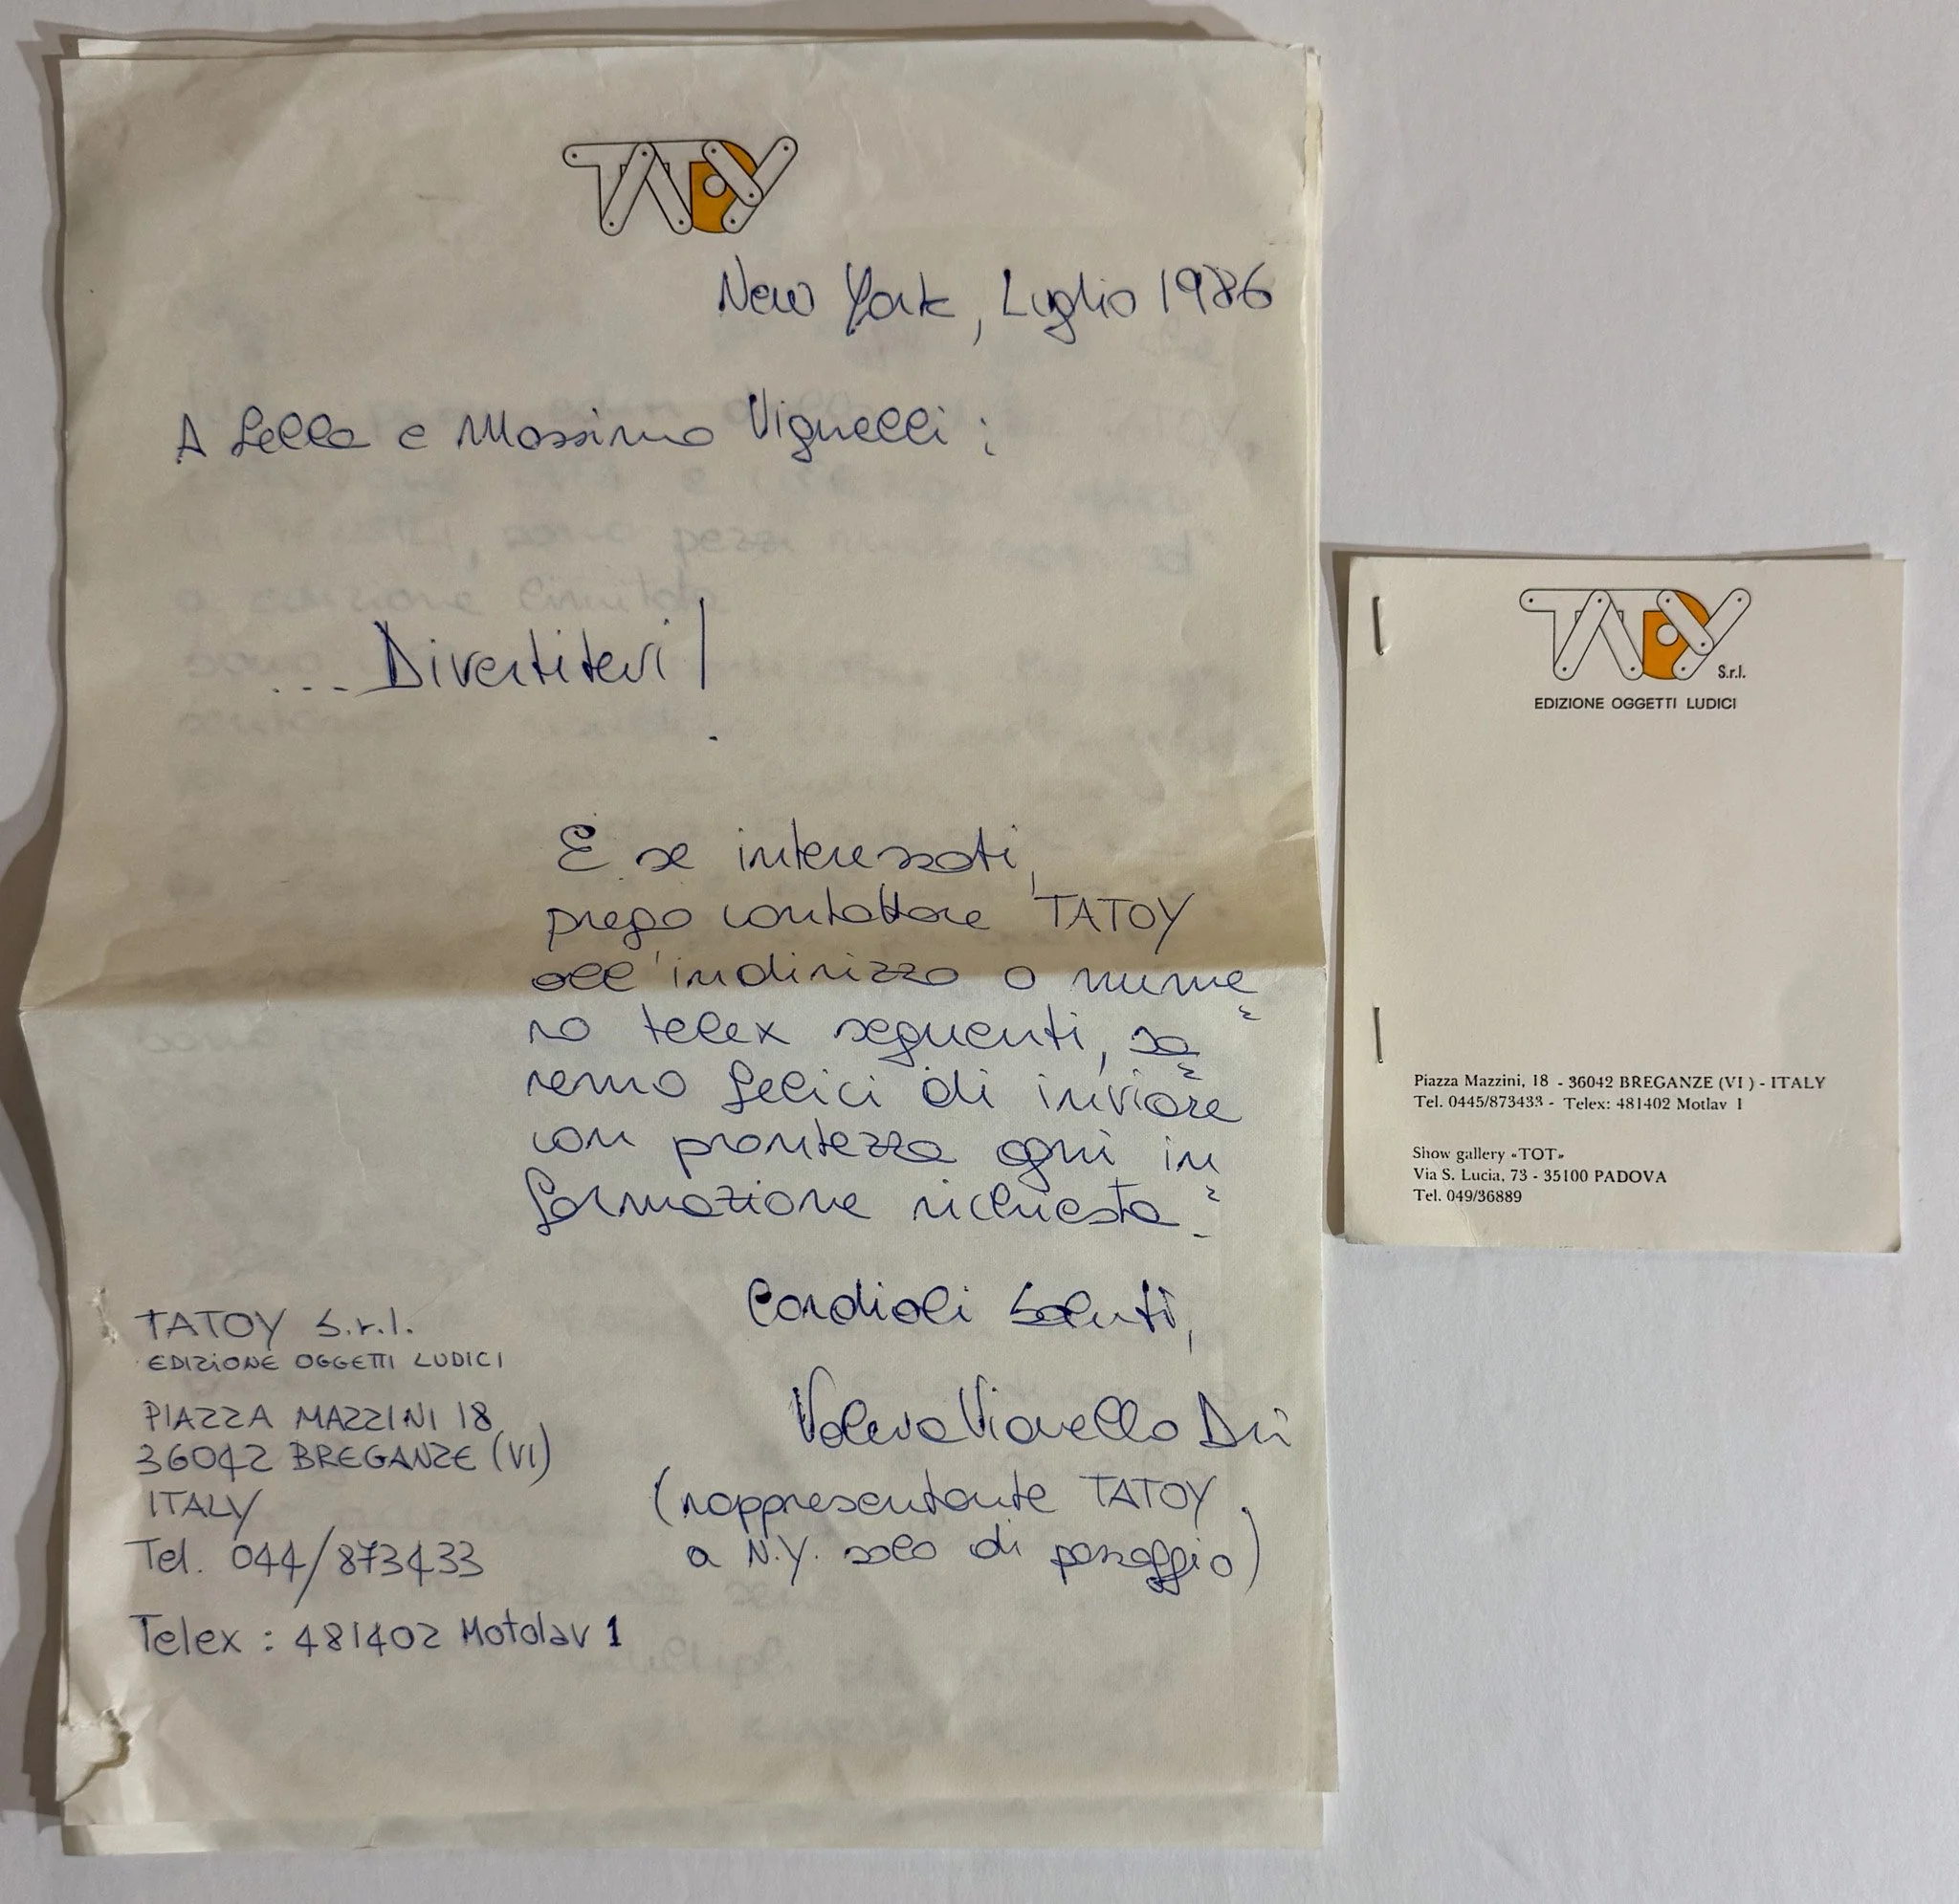 TATOY
New York, Luglio 1986
A Lella e Massimo Vignelli:
... Divertitevi!
E se interessati,
prego contattare TATOY
all'indirizzo o nume=
ro telex seguenti, sa=
remo felici di inviare
con prontezza ogni in=
formazione richiesta.
Cordiali Saluti,
Valeria Vianello Dri
(rappresentante TATOY
a N.Y. solo di passaggio)
TATOY S.r.l.
EDIZIONE OGGETTI LUDICI
PIAZZA MAZZINI 18
36042 BREGANZE (VI)
ITALY
Tel. 044/873433
Telex: 481402 Motolav 1
TATOY S.r.l.
EDIZIONE OGGETTI LUDICI
Piazza Mazzini, 18 - 36042 BREGANZE (VI) - ITALY
Tel. 0445/873433 - Telex: 481402 Motlav I
Show gallery «TOT»
Via S. Lucia, 73 - 35100 PADOVA
Tel. 049/36889